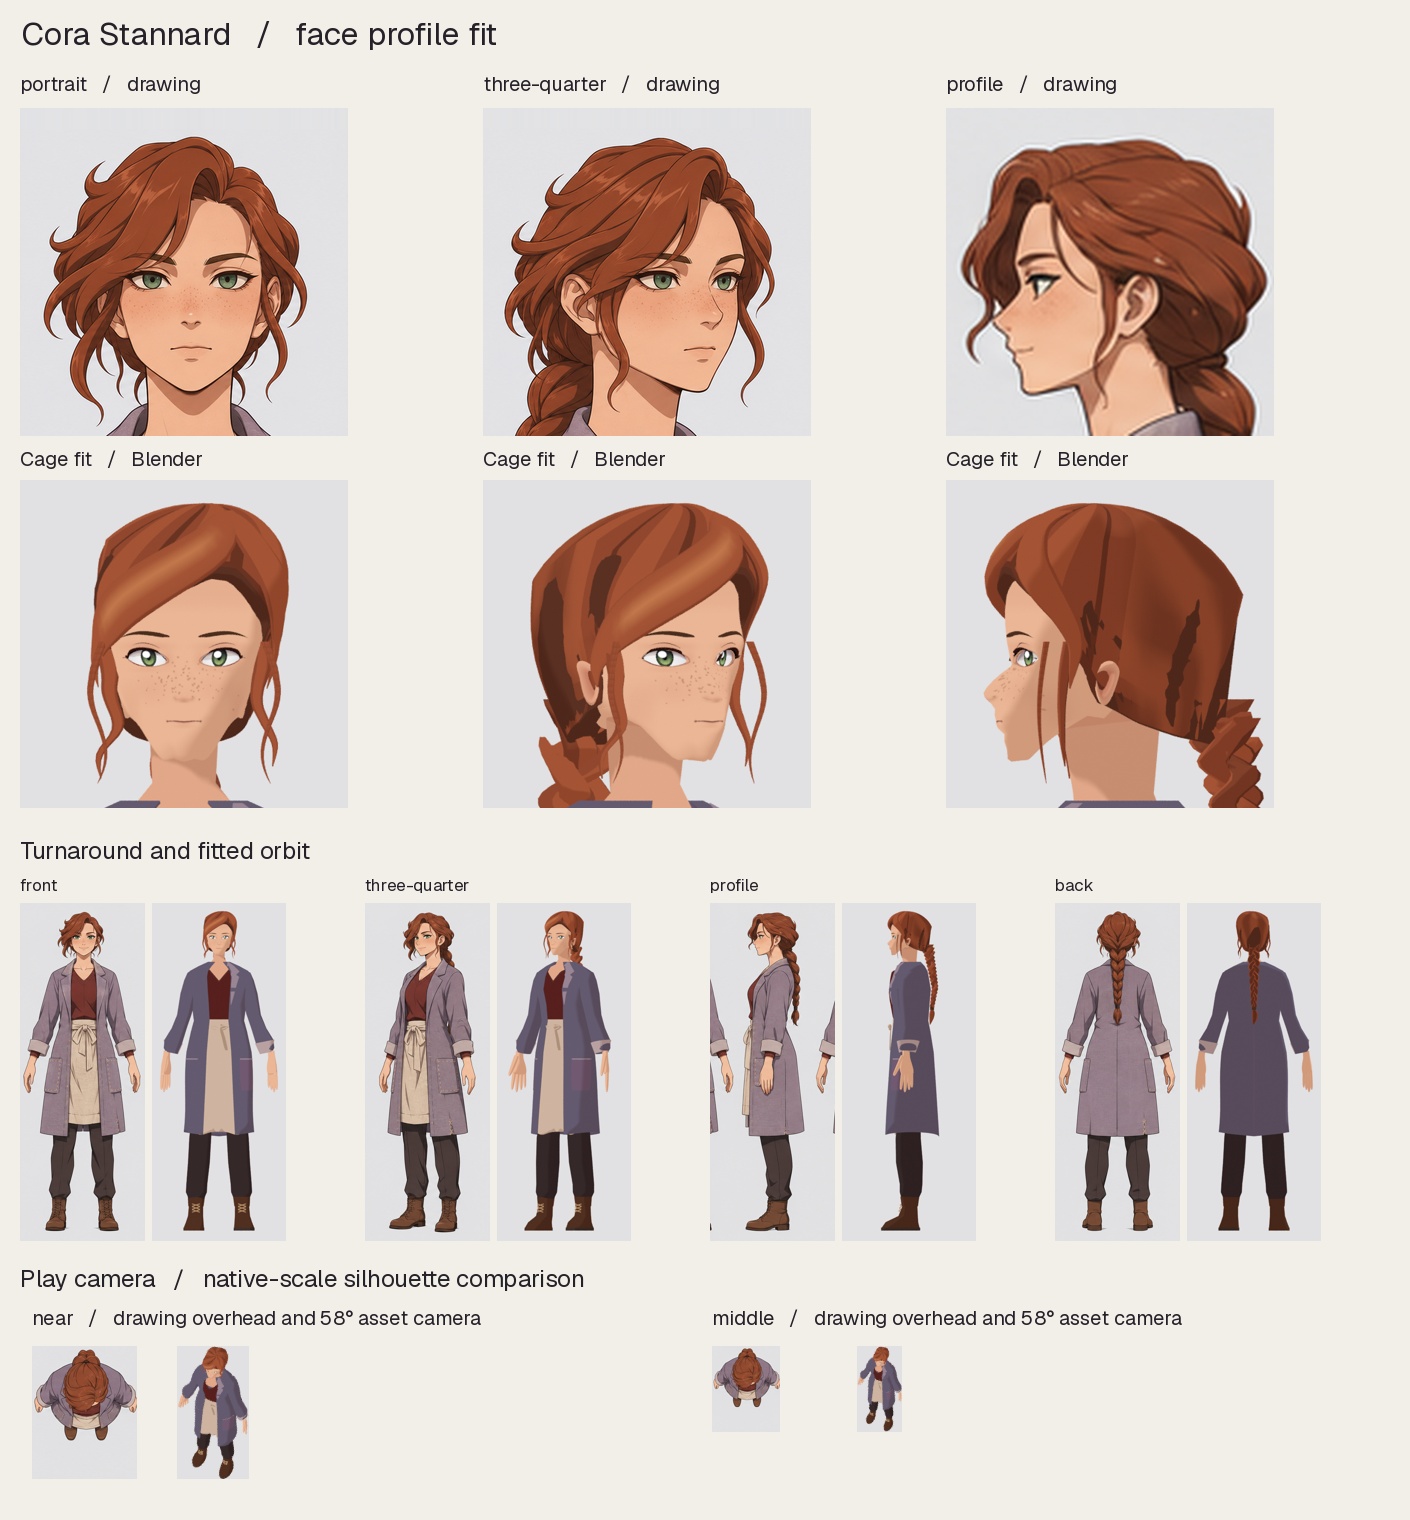 Cora Stannard / face profile fit
portrait / drawing
three-quarter / drawing
profile / drawing
Cage fit / Blender
Cage fit / Blender
Cage fit / Blender
Turnaround and fitted orbit
front
three-quarter
profile
back
Play camera / native-scale silhouette comparison
near / drawing overhead and 58° asset camera
middle / drawing overhead and 58° asset camera